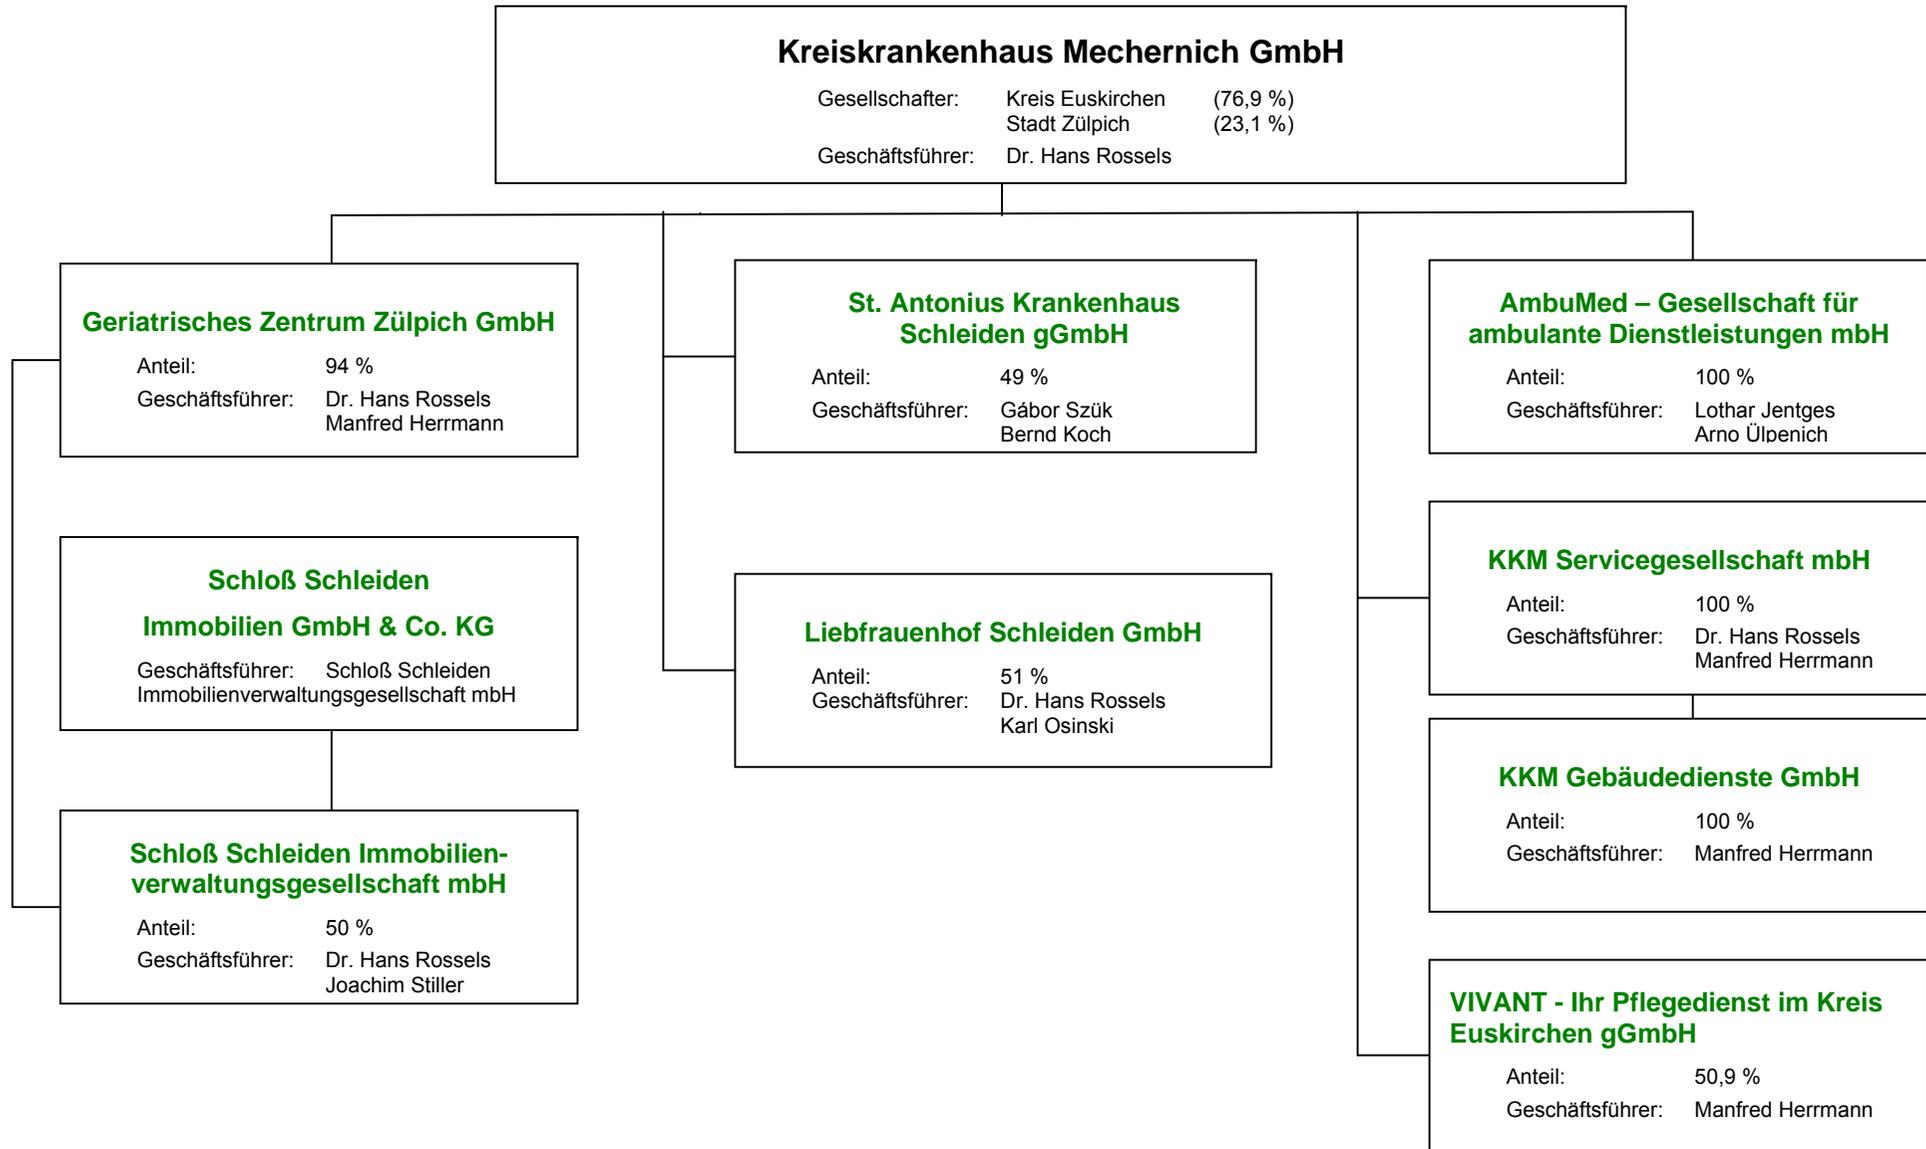 Kreiskrankenhaus Mechernich GmbH
Gesellschafter: Kreis Euskirchen (76,9 %)
Stadt Zülpich (23,1 %)
Geschäftsführer: Dr. Hans Rossels
Geriatrisches Zentrum Zülpich GmbH
Anteil: 94 %
Geschäftsführer: Dr. Hans Rossels
Manfred Herrmann
Schloß Schleiden
Immobilien GmbH & Co. KG
Geschäftsführer: Schloß Schleiden
Immobilienverwaltungsgesellschaft mbH
Schloß Schleiden Immobilien-
verwaltungsgesellschaft mbH
Anteil: 50 %
Geschäftsführer: Dr. Hans Rossels
Joachim Stiller
St. Antonius Krankenhaus
Schleiden gGmbH
Anteil: 49 %
Geschäftsführer: Gábor Szük
Bernd Koch
Liebfrauenhof Schleiden GmbH
Anteil: 51 %
Geschäftsführer: Dr. Hans Rossels
Karl Osinski
AmbuMed – Gesellschaft für
ambulante Dienstleistungen mbH
Anteil: 100 %
Geschäftsführer: Lothar Jentges
Arno Ülpenich
KKM Servicegesellschaft mbH
Anteil: 100 %
Geschäftsführer: Dr. Hans Rossels
Manfred Herrmann
KKM Gebäudedienste GmbH
Anteil: 100 %
Geschäftsführer: Manfred Herrmann
VIVANT - Ihr Pflegedienst im Kreis
Euskirchen gGmbH
Anteil: 50,9 %
Geschäftsführer: Manfred Herrmann